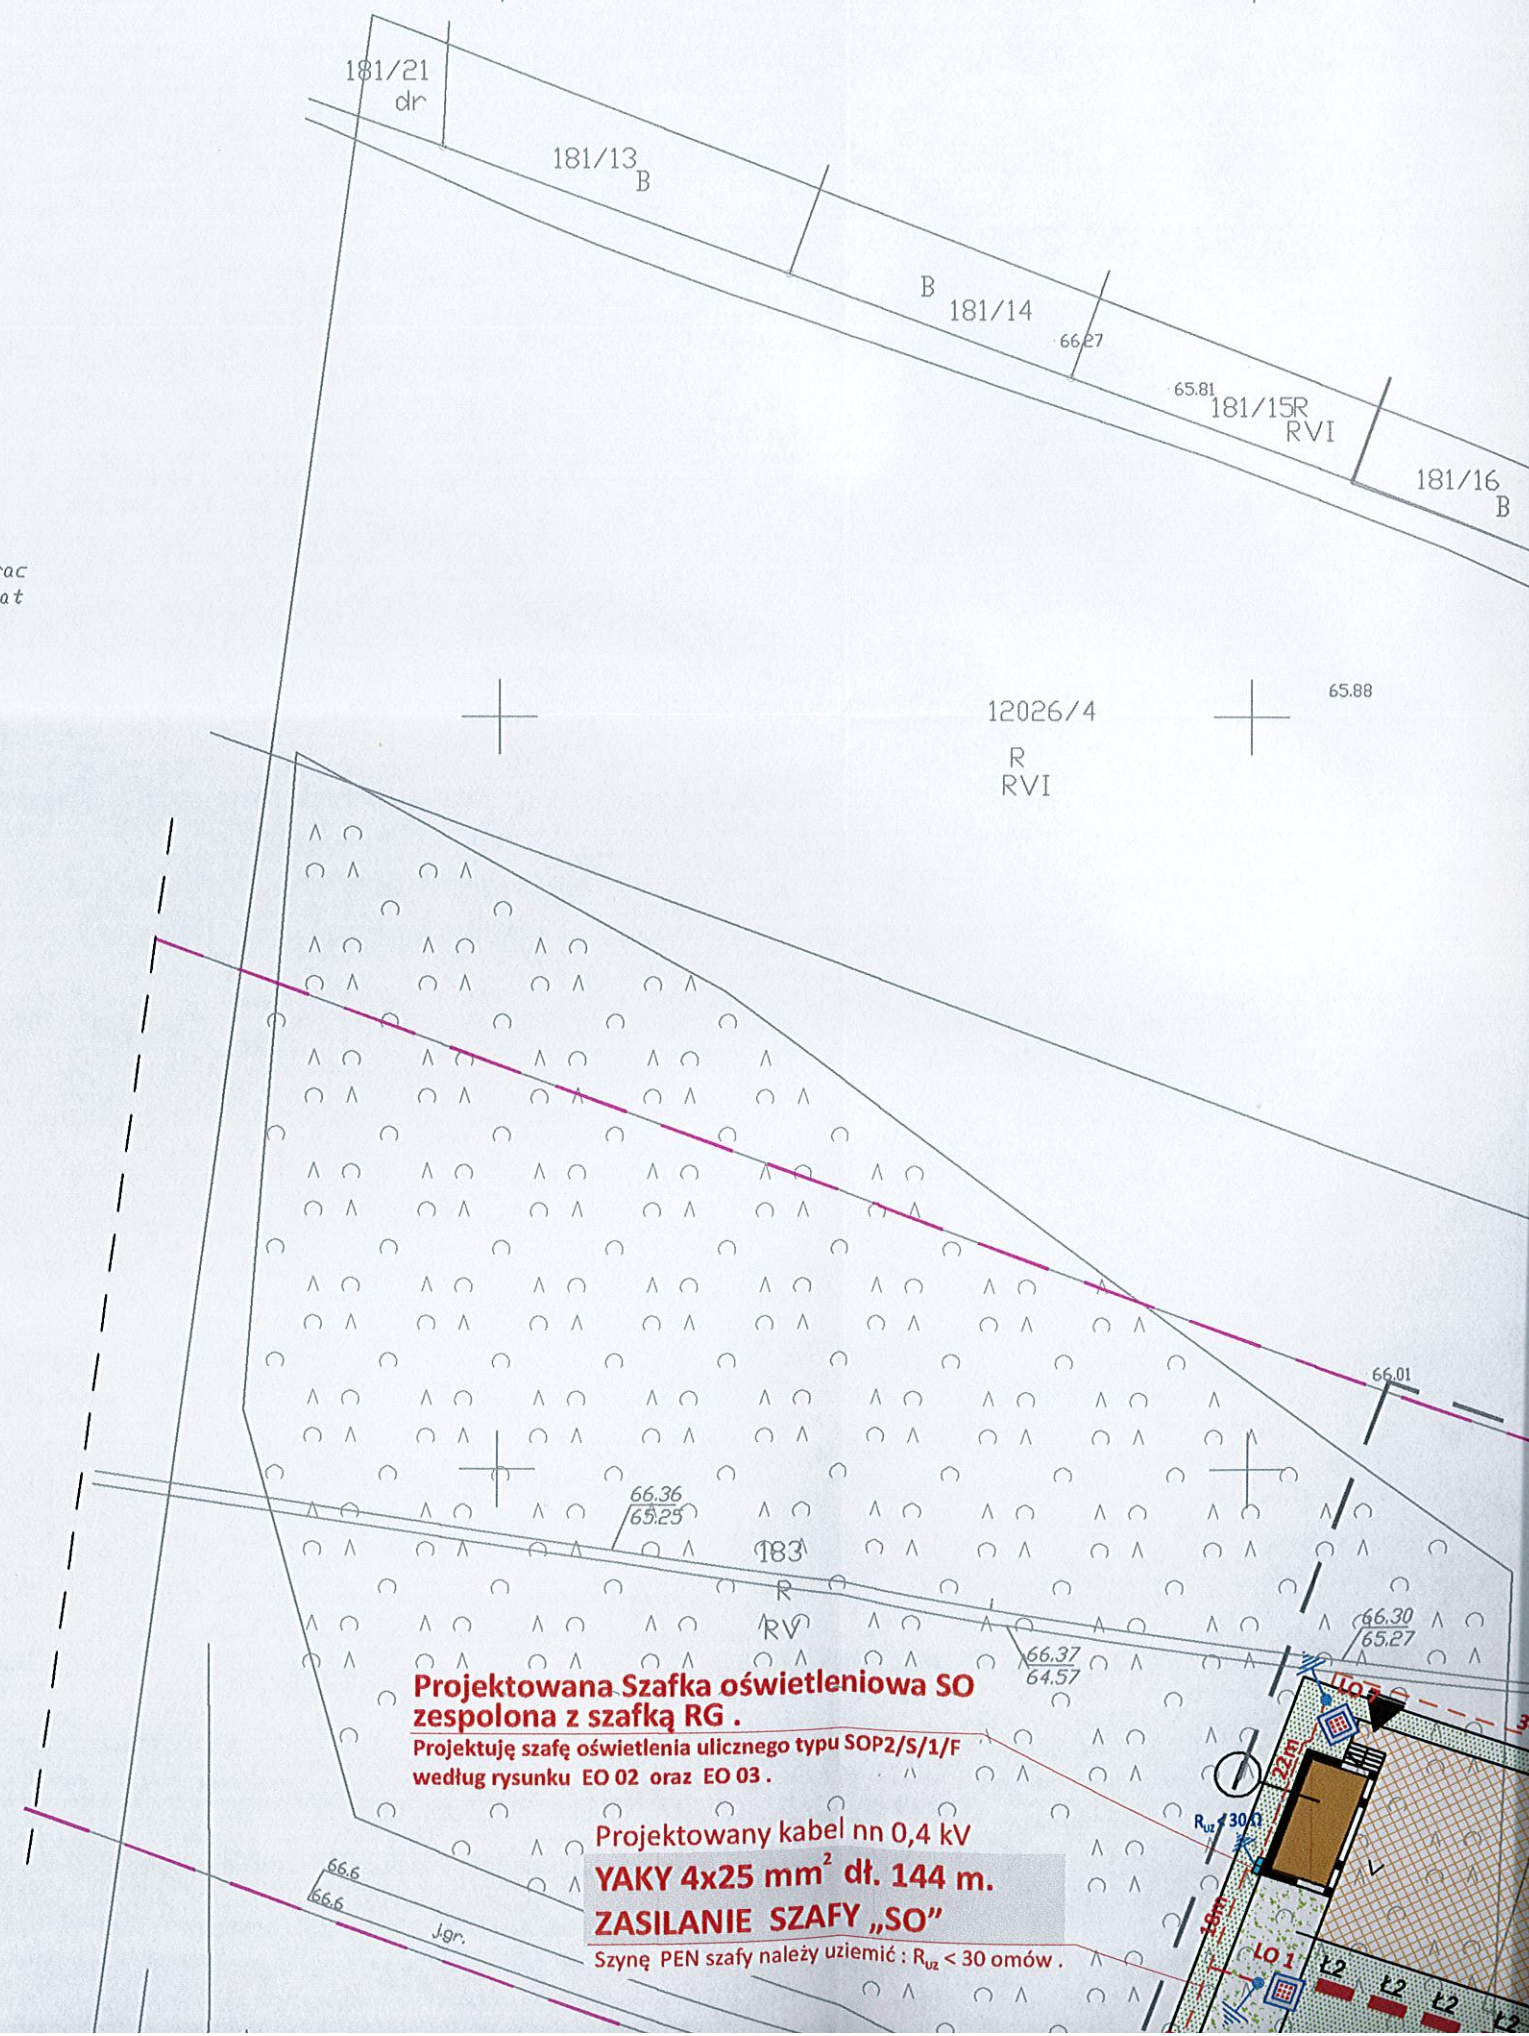 181/21
dr
181/13
B
B
181/14
66.27
65.81
181/15R
RVI
181/16
B
12026/4
65.88
R
RVI
66.01
66.36
65.25
183
R
RV
66.30
65.27
66.37
64.57
Projektowana Szafka oświetleniowa SO
zespolona z szafką RG .
Projektuję szafę oświetlenia ulicznego typu SOP2/S/1/F
według rysunku EO 02 oraz EO 03 .
22m
Ruz < 30 Ω
Projektowany kabel nn 0,4 kV
YAKY 4x25 mm² dł. 144 m.
ZASILANIE SZAFY „SO”
Szynę PEN szafy należy uziemić : Ruz < 30 omów .
66.6
66.6
j.gr.
V
LO 1
Ł2
Ł2
Ł2
Ł2